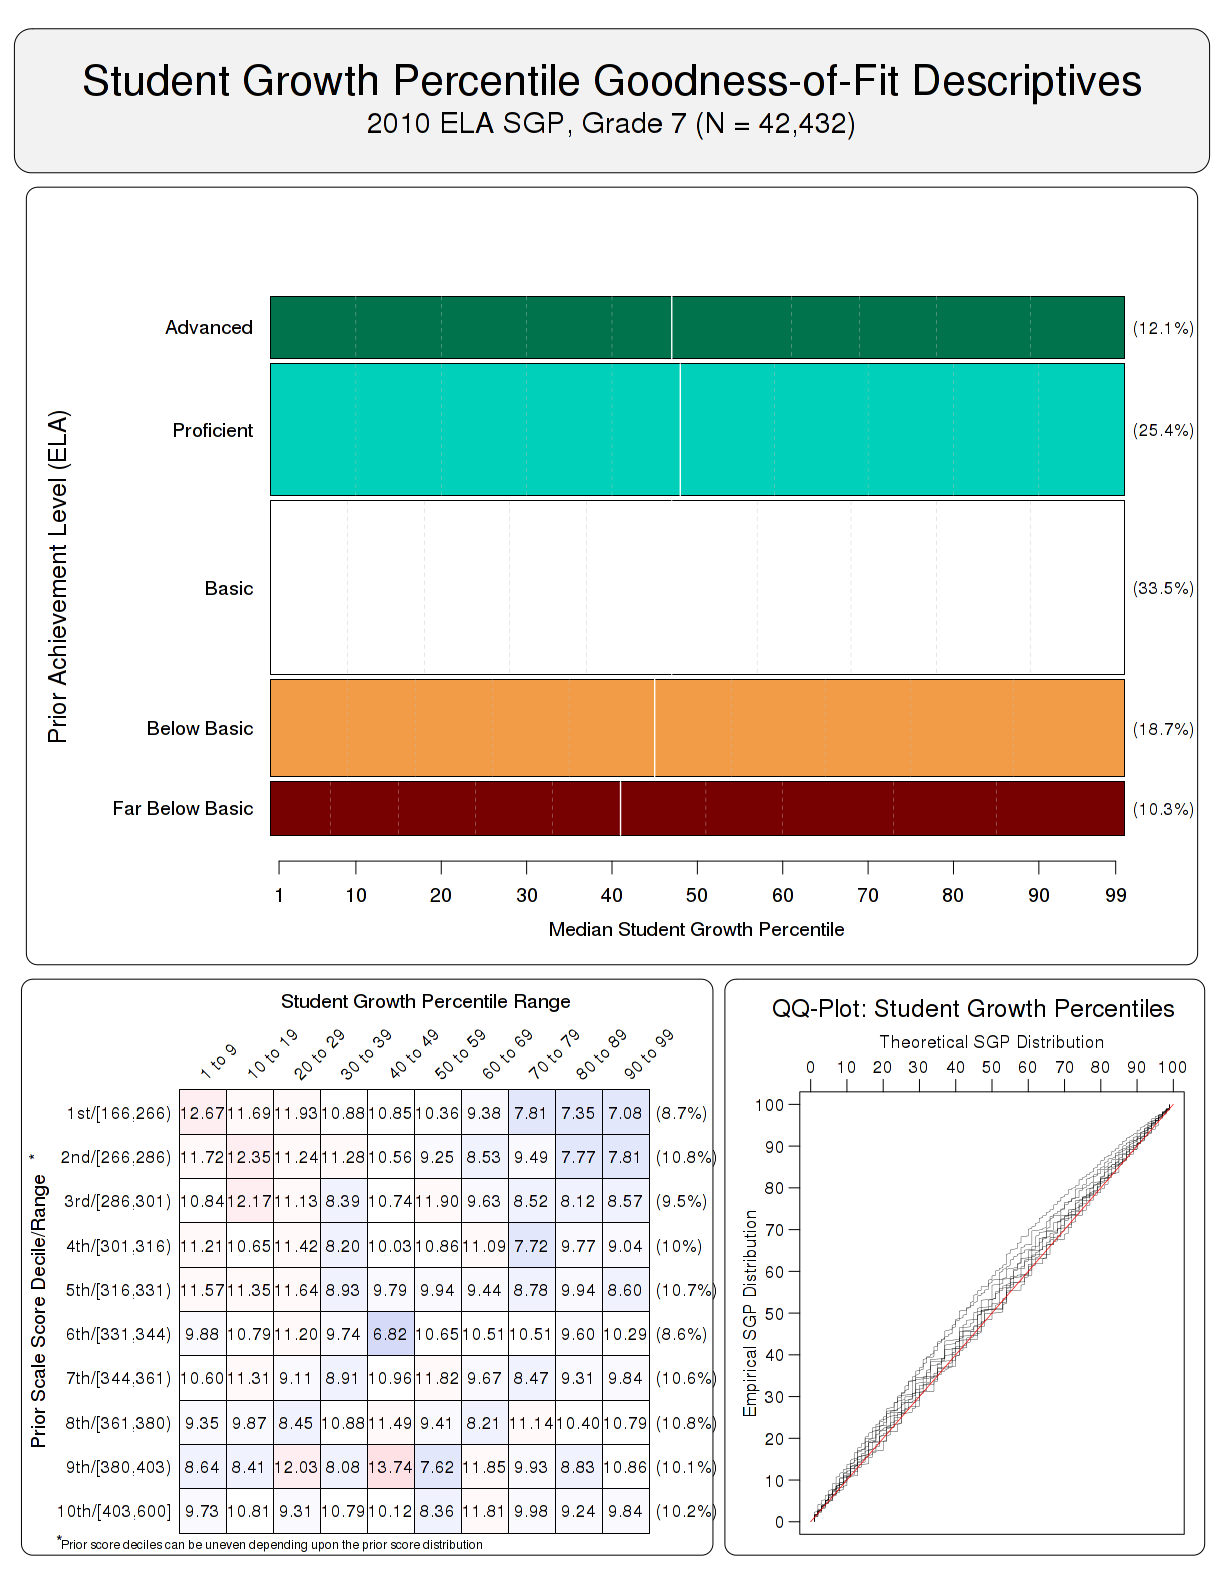 Student Growth Percentile Goodness-of-Fit Descriptives
2010 ELA SGP, Grade 7 (N = 42,432)
Prior Achievement Level (ELA)
Advanced (12.1%)
Proficient (25.4%)
Basic (33.5%)
Below Basic (18.7%)
Far Below Basic (10.3%)
1 10 20 30 40 50 60 70 80 90 99
Median Student Growth Percentile
Student Growth Percentile Range
1 to 9 10 to 19 20 to 29 30 to 39 40 to 49 50 to 59 60 to 69 70 to 79 80 to 89 90 to 99
Prior Scale Score Decile/Range *
1st/[166,266) 12.67 11.69 11.93 10.88 10.85 10.36 9.38 7.81 7.35 7.08 (8.7%)
2nd/[266,286) 11.72 12.35 11.24 11.28 10.56 9.25 8.53 9.49 7.77 7.81 (10.8%)
3rd/[286,301) 10.84 12.17 11.13 8.39 10.74 11.90 9.63 8.52 8.12 8.57 (9.5%)
4th/[301,316) 11.21 10.65 11.42 8.20 10.03 10.86 11.09 7.72 9.77 9.04 (10%)
5th/[316,331) 11.57 11.35 11.64 8.93 9.79 9.94 9.44 8.78 9.94 8.60 (10.7%)
6th/[331,344) 9.88 10.79 11.20 9.74 6.82 10.65 10.51 10.51 9.60 10.29 (8.6%)
7th/[344,361) 10.60 11.31 9.11 8.91 10.96 11.82 9.67 8.47 9.31 9.84 (10.6%)
8th/[361,380) 9.35 9.87 8.45 10.88 11.49 9.41 8.21 11.14 10.40 10.79 (10.8%)
9th/[380,403) 8.64 8.41 12.03 8.08 13.74 7.62 11.85 9.93 8.83 10.86 (10.1%)
10th/[403,600] 9.73 10.81 9.31 10.79 10.12 8.36 11.81 9.98 9.24 9.84 (10.2%)
*Prior score deciles can be uneven depending upon the prior score distribution
QQ-Plot: Student Growth Percentiles
Theoretical SGP Distribution
0 10 20 30 40 50 60 70 80 90 100
Empirical SGP Distribution
100
90
80
70
60
50
40
30
20
10
0